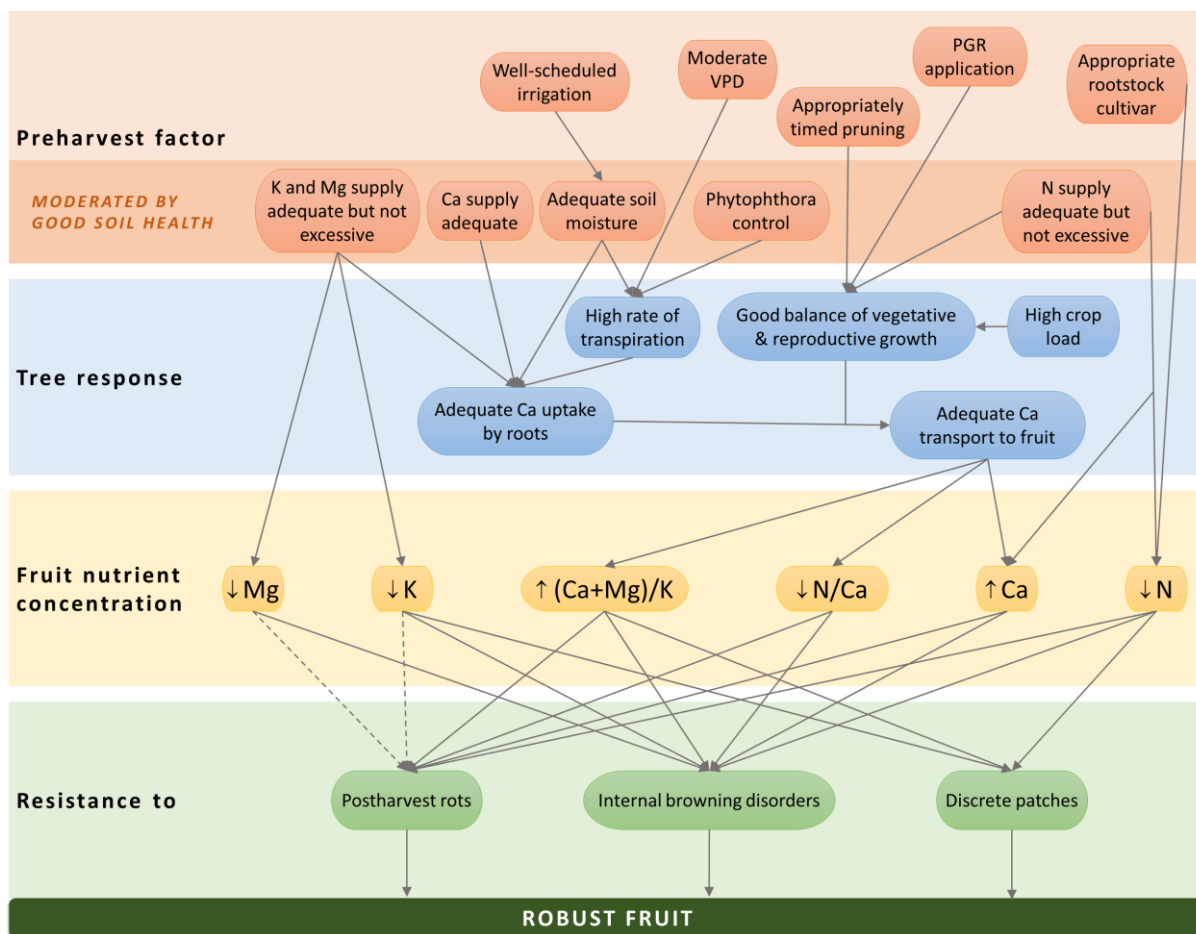 PGR
application
Moderate
VPD
Appropriate
rootstock
cultivar
Well-scheduled
irrigation
Appropriately
timed pruning
Preharvest factor
MODERATED BY
GOOD SOIL HEALTH
K and Mg supply
adequate but not
excessive
Ca supply
adequate
Adequate soil
moisture
Phytophthora
control
N supply
adequate but
not excessive
High rate of
transpiration
Good balance of vegetative
& reproductive growth
High crop
load
Tree response
Adequate Ca uptake
by roots
Adequate Ca
transport to fruit
Fruit nutrient
concentration
↓Mg
↓K
↑(Ca+Mg)/K
↓N/Ca
↑Ca
↓N
Resistance to
Postharvest rots
Internal browning disorders
Discrete patches
ROBUST FRUIT